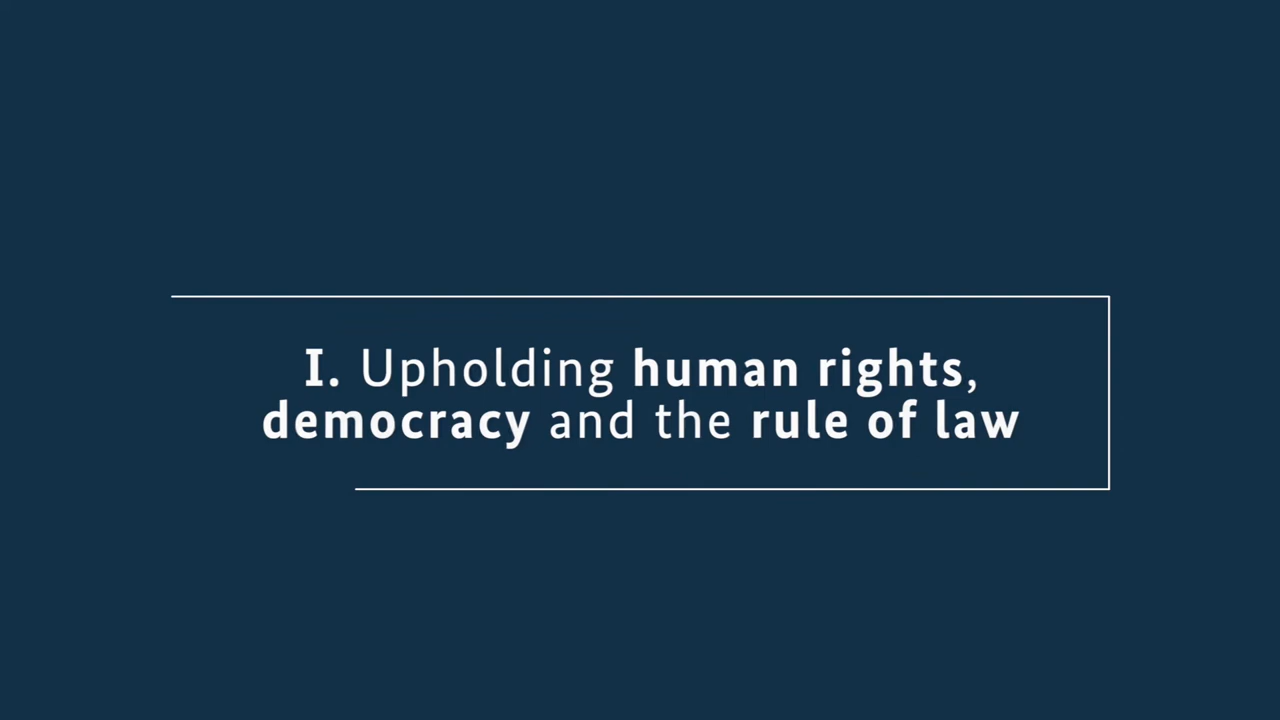 I. Upholding human rights,
democracy and the rule of law